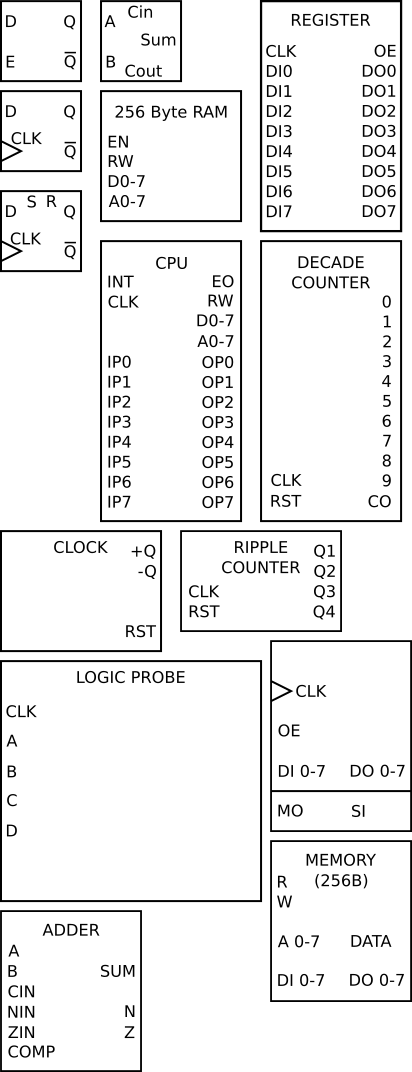 D Q
E Q̅
Cin
A
Sum
B
Cout
REGISTER
CLK OE
DI0 DO0
DI1 DO1
DI2 DO2
DI3 DO3
DI4 DO4
DI5 DO5
DI6 DO6
DI7 DO7
D Q
CLK
Q̅
256 Byte RAM
EN
RW
D0-7
A0-7
S R
D Q
CLK
Q̅
CPU
INT EO
CLK RW
D0-7
A0-7
IP0 OP0
IP1 OP1
IP2 OP2
IP3 OP3
IP4 OP4
IP5 OP5
IP6 OP6
IP7 OP7
DECADE
COUNTER
0
1
2
3
4
5
6
7
8
CLK 9
RST CO
CLOCK +Q
-Q
RST
RIPPLE Q1
COUNTER Q2
CLK Q3
RST Q4
LOGIC PROBE
CLK
A
B
C
D
CLK
OE
DI 0-7 DO 0-7
MO SI
MEMORY
R (256B)
W
A 0-7 DATA
DI 0-7 DO 0-7
ADDER
A
B SUM
CIN
NIN N
ZIN Z
COMP